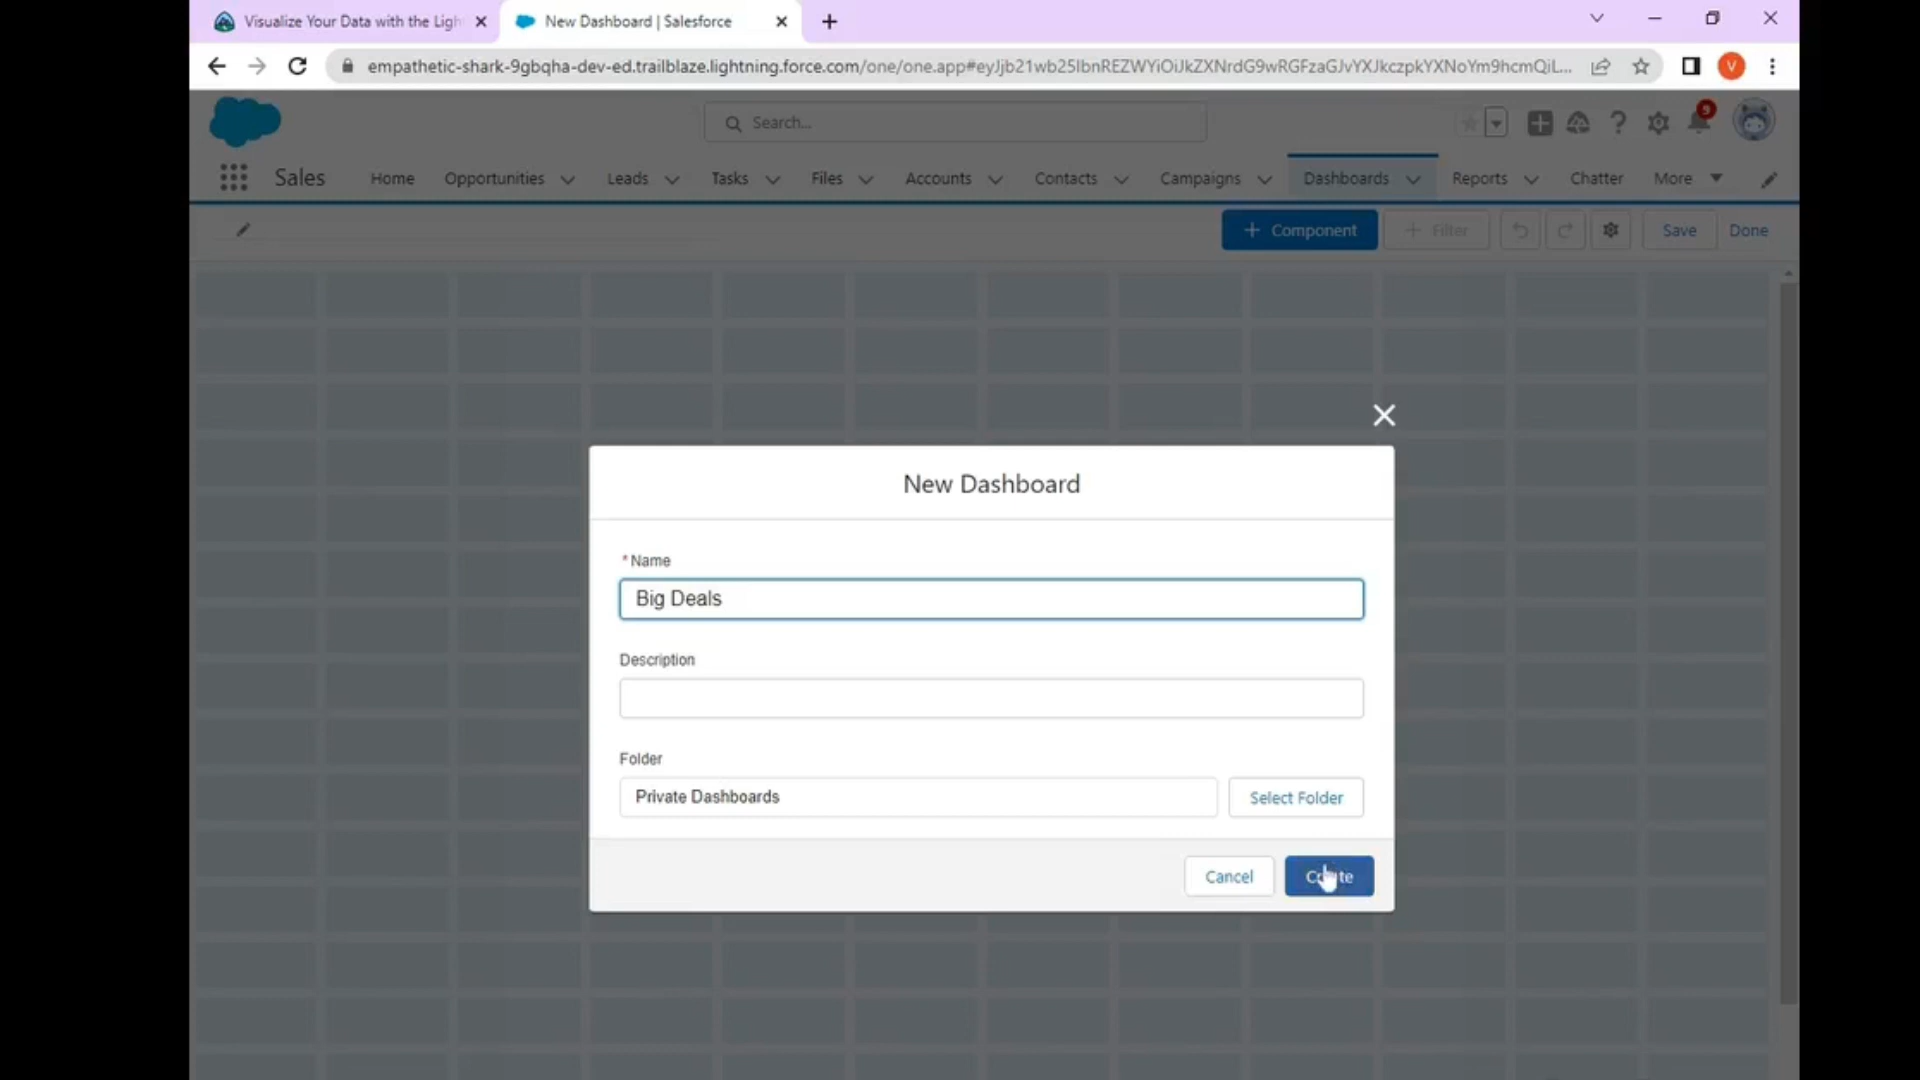 Visualize Your Data with the Ligh
New Dashboard | Salesforce
empathetic-shark-9gbqha-dev-ed.trailblaze.lightning.force.com/one/one.app#eyJjb21wb25lbnREZWYiOiJkZXNrdG9wRGFzaGJvYXJkczpkYXNoYm9hcmQiL...
V
Search...
9
Sales
Home
Opportunities
Leads
Tasks
Files
Accounts
Contacts
Campaigns
Dashboards
Reports
Chatter
More
+ Component
+ Filter
Save
Done
New Dashboard
* Name
Big Deals
Description
Folder
Private Dashboards
Select Folder
Cancel